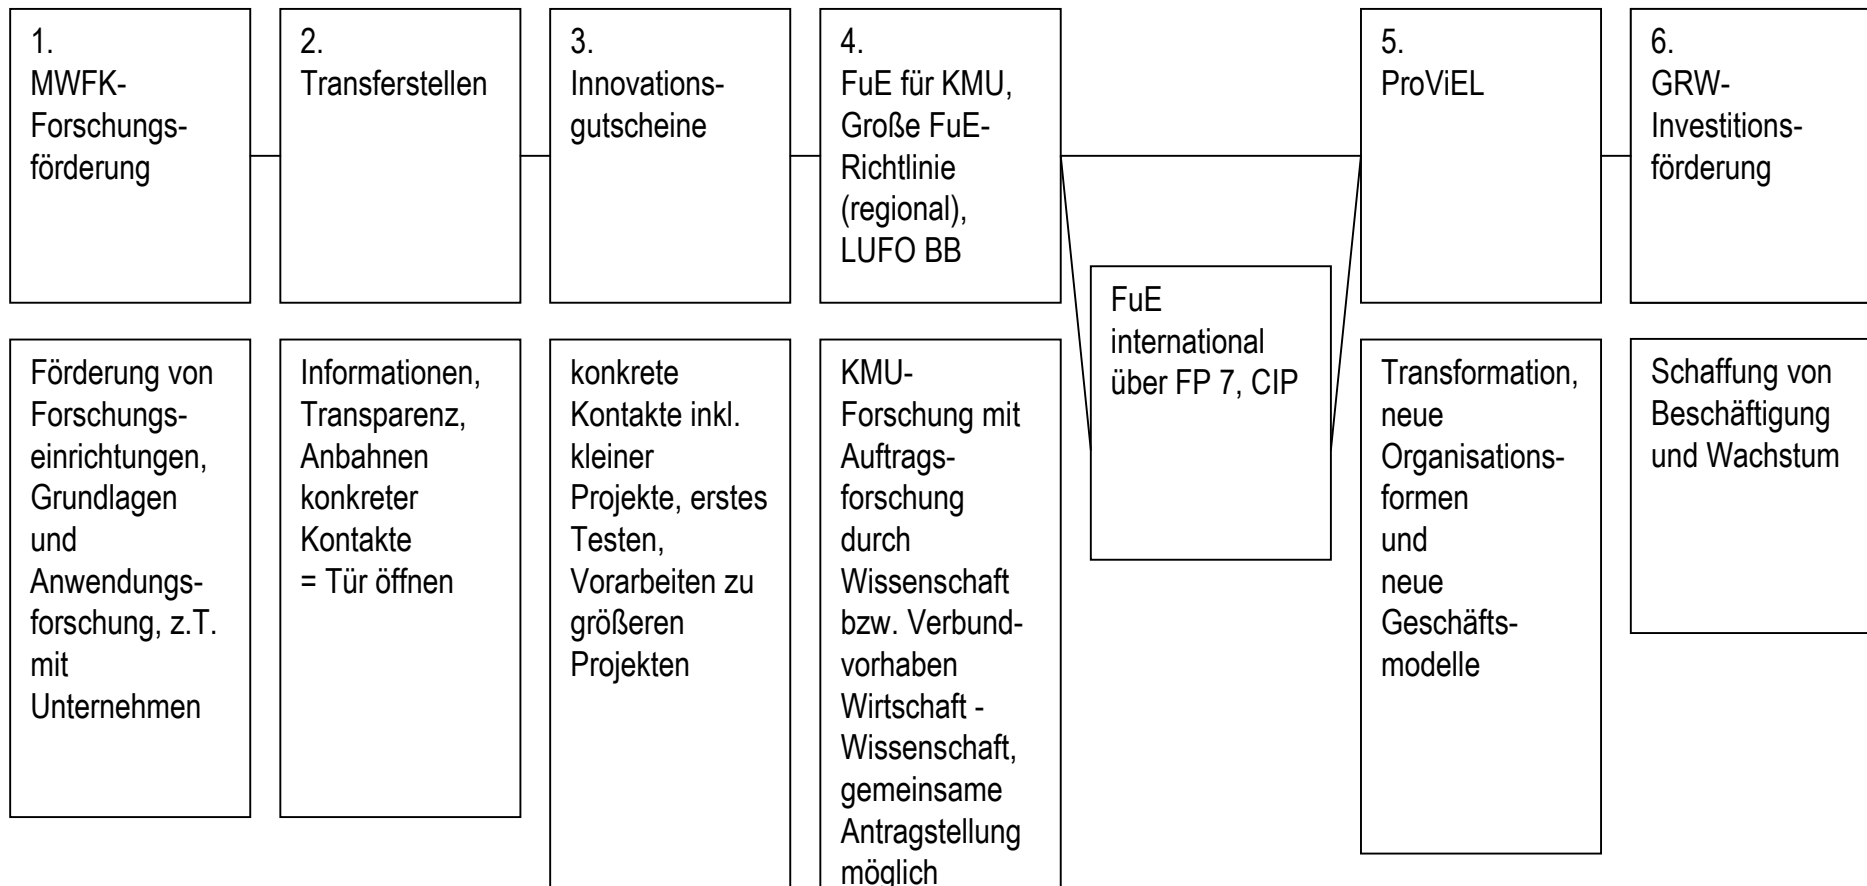 1.
MWFK-
Forschungs-
förderung
2.
Transferstellen
3.
Innovations-
gutscheine
4.
FuE für KMU,
Große FuE-
Richtlinie
(regional),
LUFO BB
5.
ProViEL
6.
GRW-
Investitions-
förderung
FuE
international
über FP 7, CIP
Förderung von
Forschungs-
einrichtungen,
Grundlagen
und
Anwendungs-
forschung, z.T.
mit
Unternehmen
Informationen,
Transparenz,
Anbahnen
konkreter
Kontakte
= Tür öffnen
konkrete
Kontakte inkl.
kleiner
Projekte, erstes
Testen,
Vorarbeiten zu
größeren
Projekten
KMU-
Forschung mit
Auftrags-
forschung
durch
Wissenschaft
bzw. Verbund-
vorhaben
Wirtschaft -
Wissenschaft,
gemeinsame
Antragstellung
möglich
Transformation,
neue
Organisations-
formen
und
neue
Geschäfts-
modelle
Schaffung von
Beschäftigung
und Wachstum